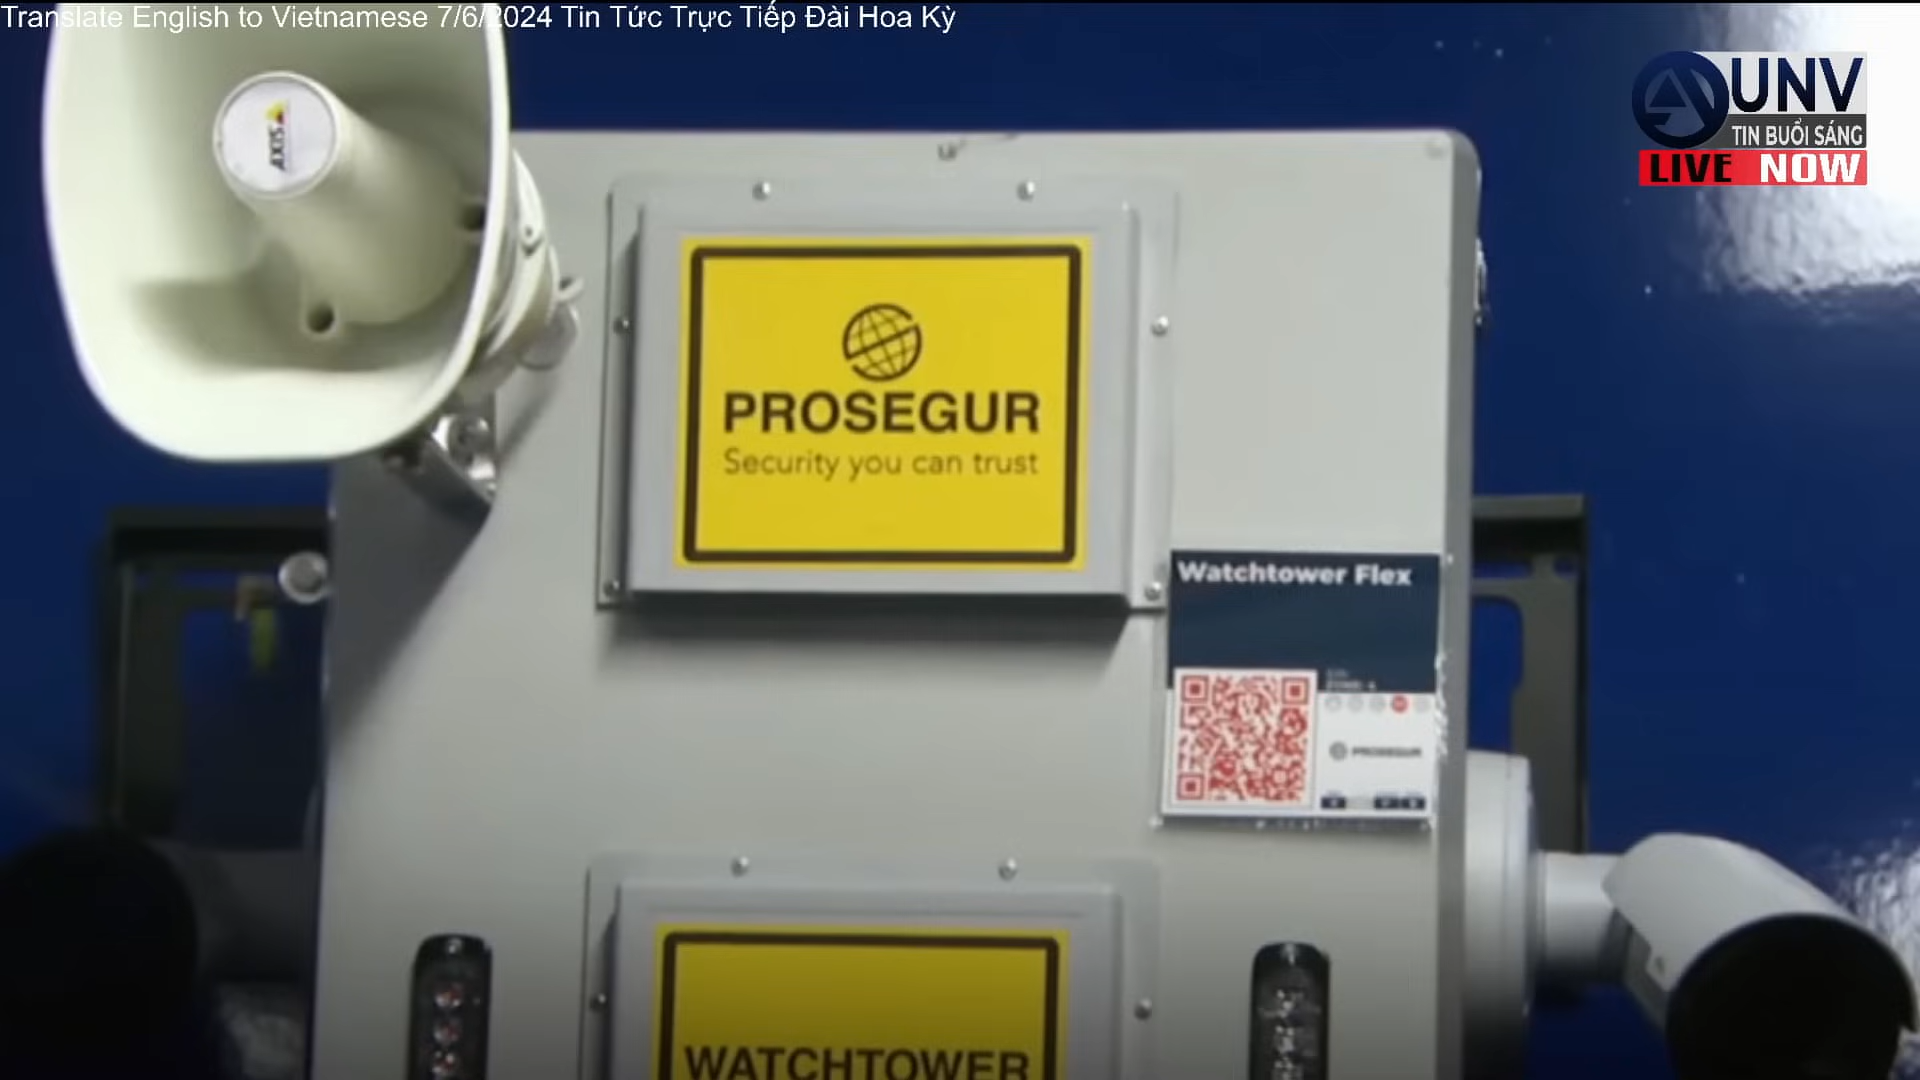 Translate English to Vietnamese 7/6/2024 Tin Tức Trực Tiếp Đài Hoa Kỳ
UNV
TIN BUỔI SÁNG
LIVE NOW
AXIS
PROSEGUR
Security you can trust
Watchtower Flex
PROSEGUR
WATCHTOWER